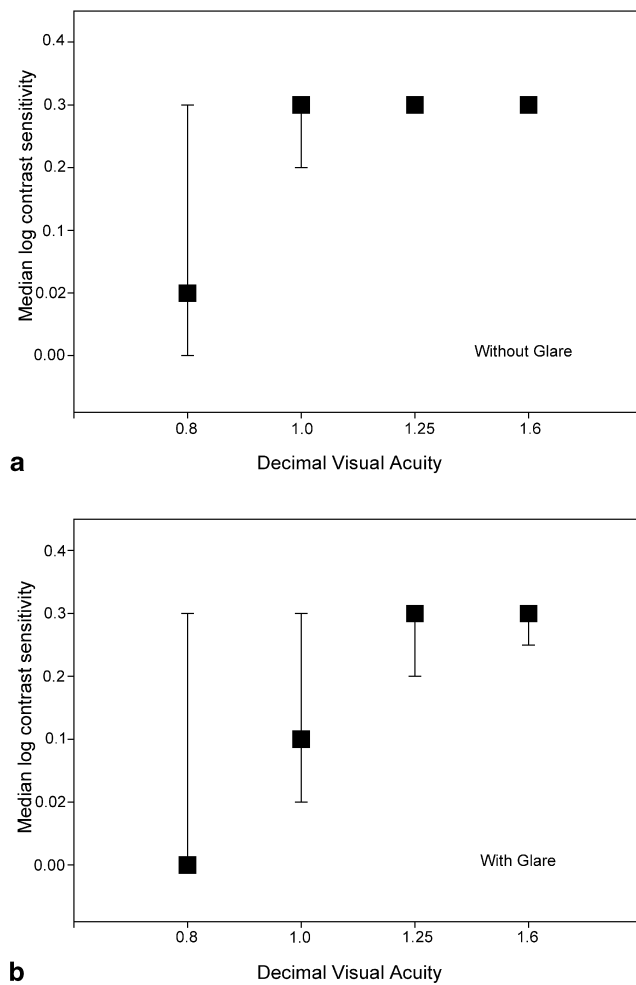 0.4
0.3
0.2
0.1
0.02
0.00
Median log contrast sensitivity
Without Glare
0.8 1.0 1.25 1.6
Decimal Visual Acuity
a
0.4
0.3
0.2
0.1
0.02
0.00
Median log contrast sensitivity
With Glare
0.8 1.0 1.25 1.6
Decimal Visual Acuity
b